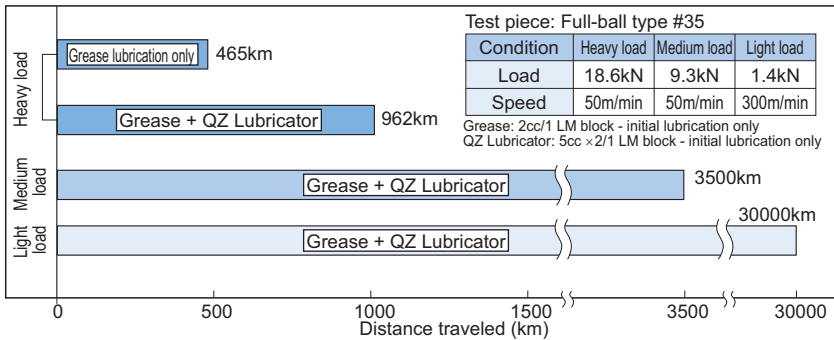 Test piece: Full-ball type #35
Condition Heavy load Medium load Light load
Load 18.6kN 9.3kN 1.4kN
Speed 50m/min 50m/min 300m/min
Grease: 2cc/1 LM block - initial lubrication only
QZ Lubricator: 5cc ×2/1 LM block - initial lubrication only
Heavy load
Grease lubrication only 465km
Grease + QZ Lubricator 962km
Medium
load
Grease + QZ Lubricator 3500km
Light
load
Grease + QZ Lubricator 30000km
0 500 1000 1500 3500 30000
Distance traveled (km)